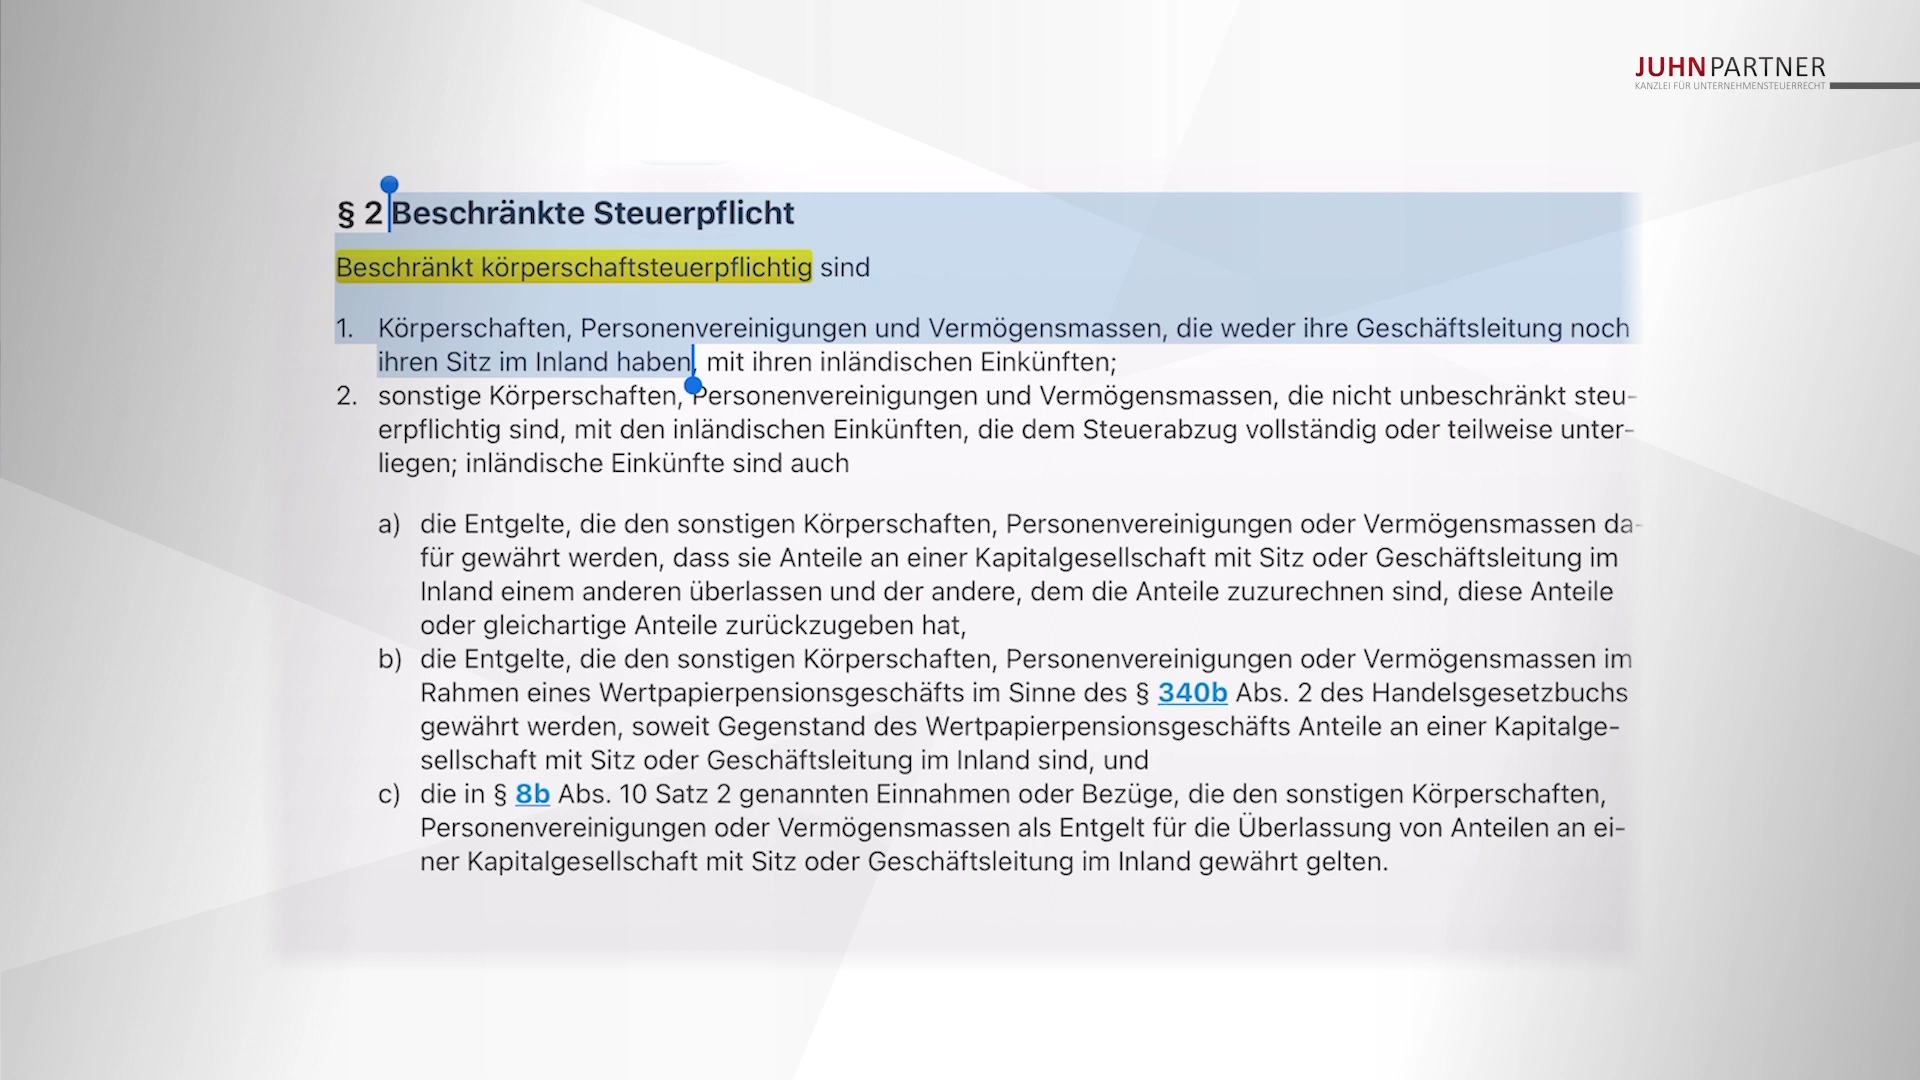 JUHNPARTNER
KANZLEI FÜR UNTERNEHMENSTEUERRECHT
§ 2 Beschränkte Steuerpflicht
Beschränkt körperschaftsteuerpflichtig sind
1. Körperschaften, Personenvereinigungen und Vermögensmassen, die weder ihre Geschäftsleitung noch
ihren Sitz im Inland haben, mit ihren inländischen Einkünften;
2. sonstige Körperschaften, Personenvereinigungen und Vermögensmassen, die nicht unbeschränkt steu-
erpflichtig sind, mit den inländischen Einkünften, die dem Steuerabzug vollständig oder teilweise unter-
liegen; inländische Einkünfte sind auch
a) die Entgelte, die den sonstigen Körperschaften, Personenvereinigungen oder Vermögensmassen da-
für gewährt werden, dass sie Anteile an einer Kapitalgesellschaft mit Sitz oder Geschäftsleitung im
Inland einem anderen überlassen und der andere, dem die Anteile zuzurechnen sind, diese Anteile
oder gleichartige Anteile zurückzugeben hat,
b) die Entgelte, die den sonstigen Körperschaften, Personenvereinigungen oder Vermögensmassen im
Rahmen eines Wertpapierpensionsgeschäfts im Sinne des § 340b Abs. 2 des Handelsgesetzbuchs
gewährt werden, soweit Gegenstand des Wertpapierpensionsgeschäfts Anteile an einer Kapitalge-
sellschaft mit Sitz oder Geschäftsleitung im Inland sind, und
c) die in § 8b Abs. 10 Satz 2 genannten Einnahmen oder Bezüge, die den sonstigen Körperschaften,
Personenvereinigungen oder Vermögensmassen als Entgelt für die Überlassung von Anteilen an ei-
ner Kapitalgesellschaft mit Sitz oder Geschäftsleitung im Inland gewährt gelten.